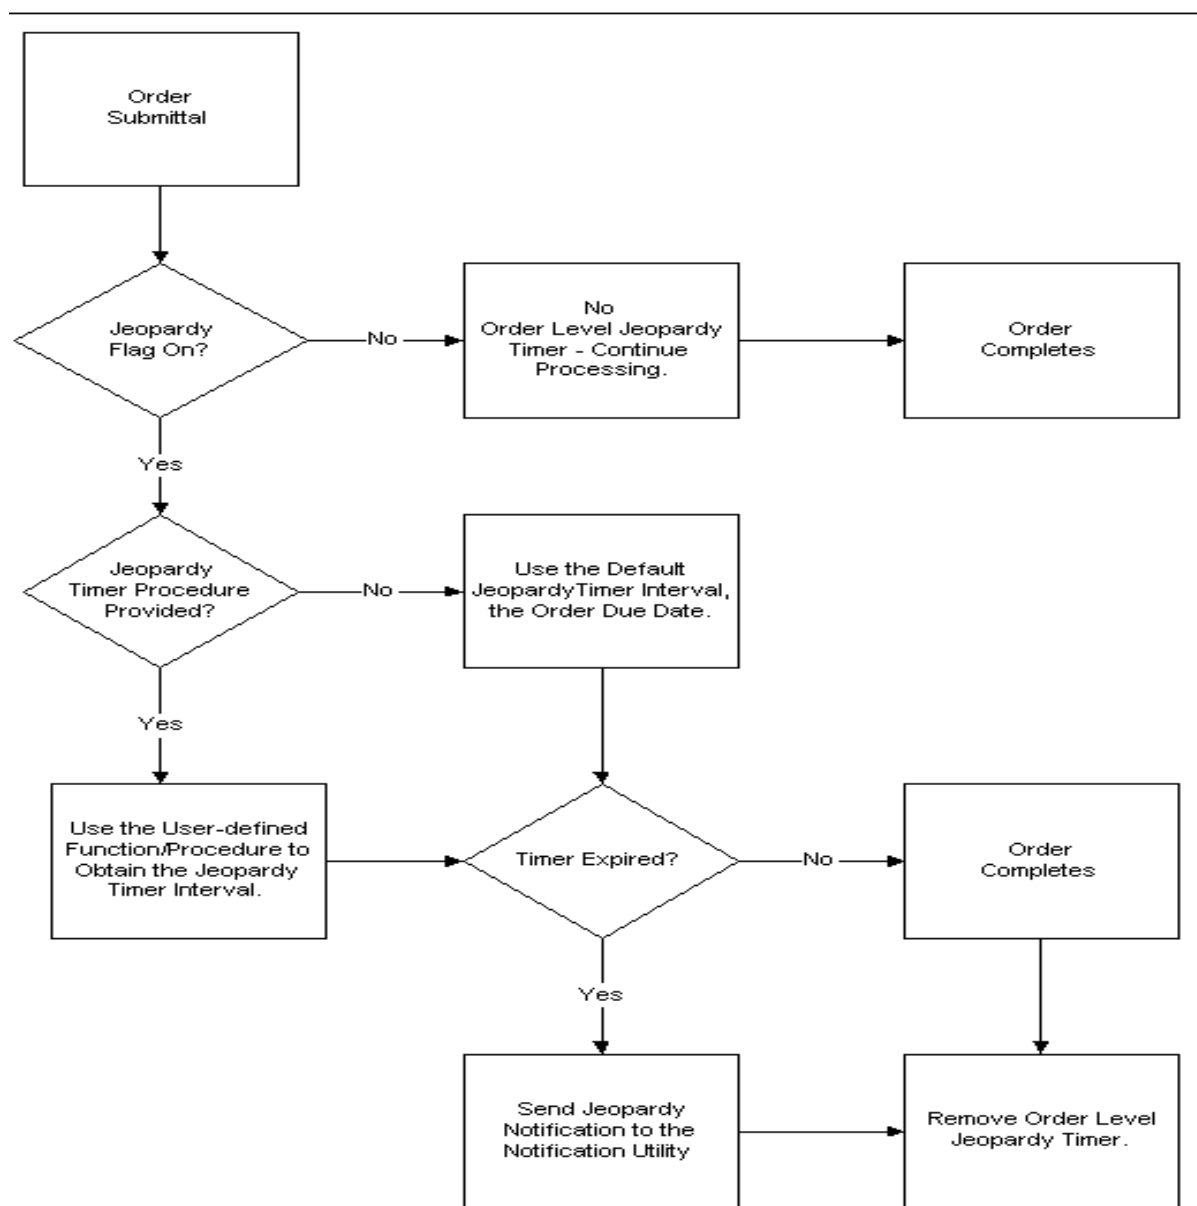 Order
Submittal
Jeopardy
Flag On?
No
No
Order Level Jeopardy
Timer - Continue
Processing.
Order
Completes
Yes
Jeopardy
Timer Procedure
Provided?
No
Use the Default
JeopardyTimer Interval,
the Order Due Date.
Yes
Use the User-defined
Function/Procedure to
Obtain the Jeopardy
Timer Interval.
Timer Expired?
No
Order
Completes
Yes
Send Jeopardy
Notification to the
Notification Utility
Remove Order Level
Jeopardy Timer.